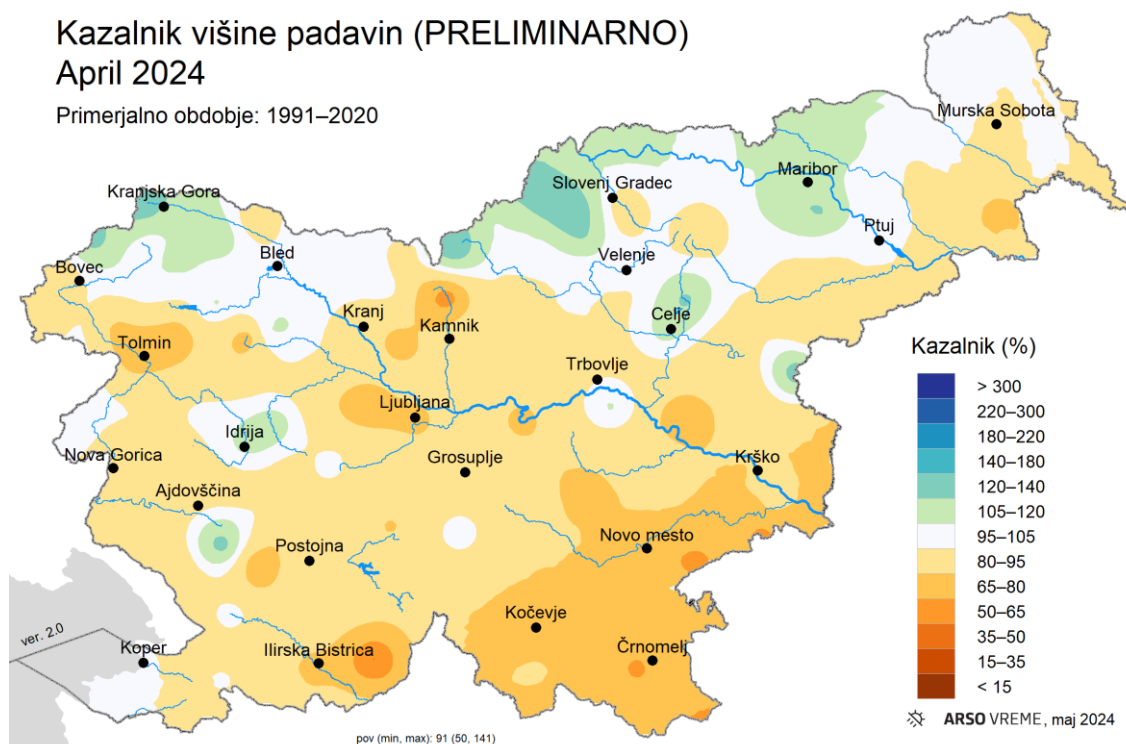 Kazalnik višine padavin (PRELIMINARNO)
April 2024
Primerjalno obdobje: 1991–2020
Murska Sobota
Kranjska Gora
Slovenj Gradec
Maribor
Ptuj
Bovec
Bled
Velenje
Kranj
Kamnik
Celje
Tolmin
Trbovlje
Ljubljana
Idrija
Nova Gorica
Grosuplje
Krško
Ajdovščina
Postojna
Novo mesto
Kočevje
Koper
Ilirska Bistrica
Črnomelj
ver. 2.0
Kazalnik (%)
> 300
220–300
180–220
140–180
120–140
105–120
95–105
80–95
65–80
50–65
35–50
15–35
< 15
ARSO VREME, maj 2024
pov (min, max): 91 (50, 141)